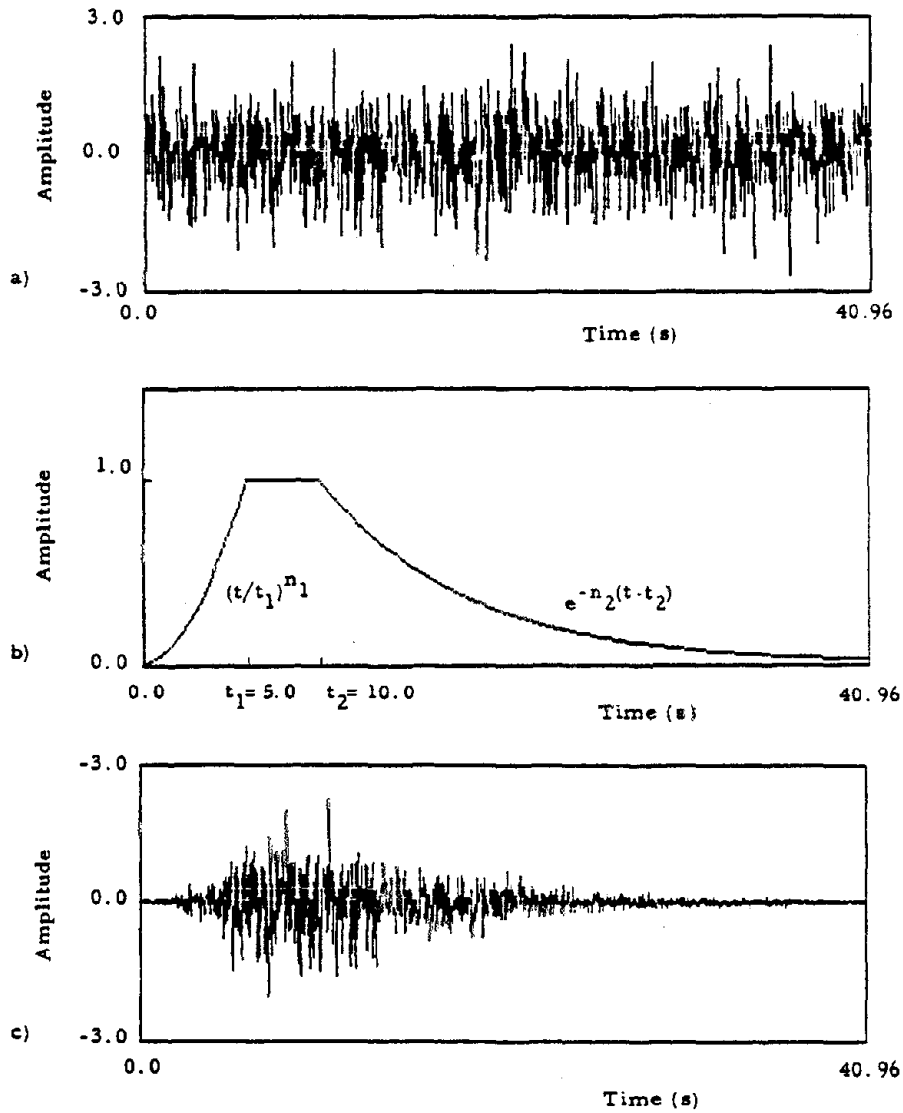 3.0
Amplitude
0.0
a)
-3.0
0.0
40.96
Time (s)
Amplitude
1.0
(t/t1)^n1
e^-n2(t-t2)
b)
0.0
0.0
t1= 5.0
t2= 10.0
40.96
Time (s)
-3.0
Amplitude
0.0
c)
-3.0
0.0
40.96
Time (s)